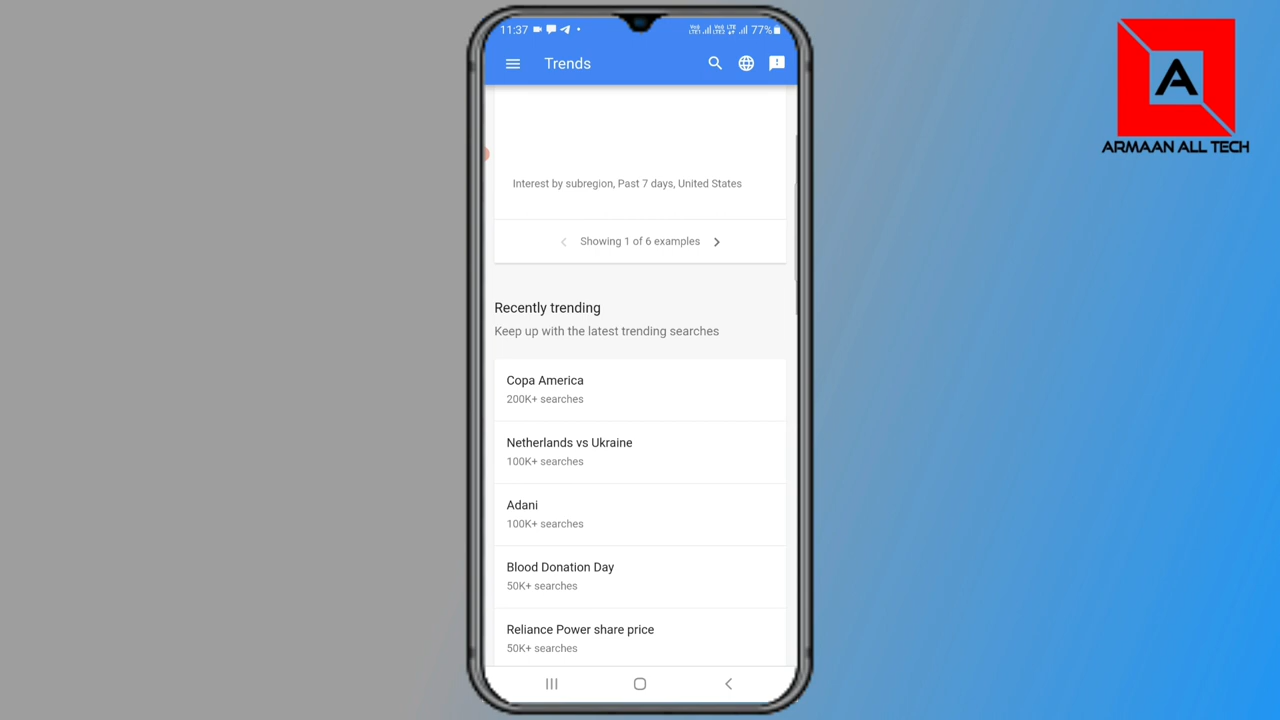 11:37
77%
Trends
Interest by subregion, Past 7 days, United States
Showing 1 of 6 examples
Recently trending
Keep up with the latest trending searches
Copa America
200K+ searches
Netherlands vs Ukraine
100K+ searches
Adani
100K+ searches
Blood Donation Day
50K+ searches
Reliance Power share price
50K+ searches
A
ARMAAN ALL TECH